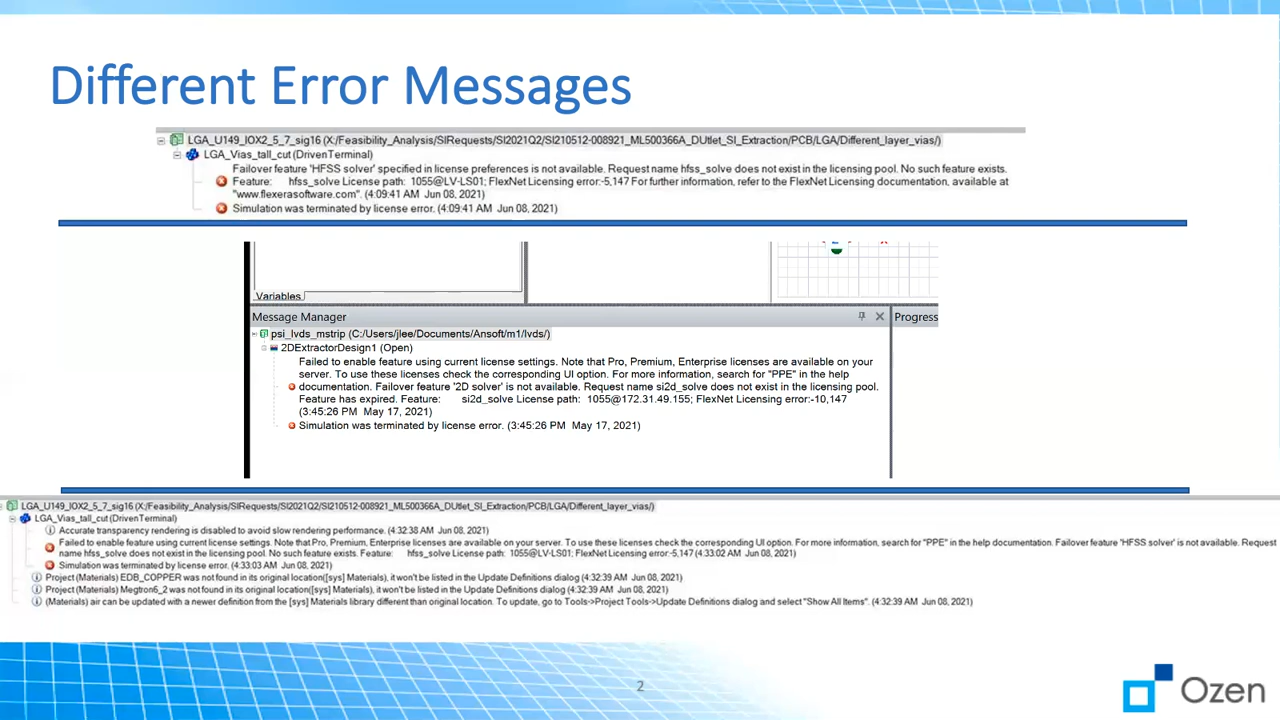 Different Error Messages
LGA_U149_IOX2_5_7_sig16 (X:/Feasibility_Analysis/SIRequests/SI2021Q2/SI210512-008921_ML500366A_DUtlet_SI_Extraction/PCB/LGA/Different_layer_vias/)
LGA_Vias_tall_cut (DrivenTerminal)
Failover feature 'HFSS solver' specified in license preferences is not available. Request name hfss_solve does not exist in the licensing pool. No such feature exists.
Feature: hfss_solve License path: 1055@LV-LS01; FlexNet Licensing error:-5,147 For further information, refer to the FlexNet Licensing documentation, available at
"www.flexerasoftware.com". (4:09:41 AM Jun 08, 2021)
Simulation was terminated by license error. (4:09:41 AM Jun 08, 2021)
Variables
Message Manager
Progress
psi_lvds_mstrip (C:/Users/jlee/Documents/Ansoft/m1/lvds/)
2DExtractorDesign1 (Open)
Failed to enable feature using current license settings. Note that Pro, Premium, Enterprise licenses are available on your
server. To use these licenses check the corresponding UI option. For more information, search for "PPE" in the help
documentation. Failover feature '2D solver' is not available. Request name si2d_solve does not exist in the licensing pool.
Feature has expired. Feature: si2d_solve License path: 1055@172.31.49.155; FlexNet Licensing error:-10,147
(3:45:26 PM May 17, 2021)
Simulation was terminated by license error. (3:45:26 PM May 17, 2021)
LGA_U149_IOX2_5_7_sig16 (X:/Feasibility_Analysis/SIRequests/SI2021Q2/SI210512-008921_ML500366A_DUtlet_SI_Extraction/PCB/LGA/Different_layer_vias/)
LGA_Vias_tall_cut (DrivenTerminal)
Accurate transparency rendering is disabled to avoid slow rendering performance. (4:32:38 AM Jun 08, 2021)
Failed to enable feature using current license settings. Note that Pro, Premium, Enterprise licenses are available on your server. To use these licenses check the corresponding UI option. For more information, search for "PPE" in the help documentation. Failover feature 'HFSS solver' is not available. Request
name hfss_solve does not exist in the licensing pool. No such feature exists. Feature: hfss_solve License path: 1055@LV-LS01; FlexNet Licensing error:-5,147 (4:33:02 AM Jun 08, 2021)
Simulation was terminated by license error. (4:33:03 AM Jun 08, 2021)
Project (Materials) EDB_COPPER was not found in its original location([sys] Materials), it won't be listed in the Update Definitions dialog (4:32:39 AM Jun 08, 2021)
Project (Materials) Megtron6_2 was not found in its original location([sys] Materials), it won't be listed in the Update Definitions dialog (4:32:39 AM Jun 08, 2021)
(Materials) air can be updated with a newer definition from the [sys] Materials library different than original location. To update, go to Tools->Project Tools->Update Definitions dialog and select "Show All Items". (4:32:39 AM Jun 08, 2021)
2
Ozen